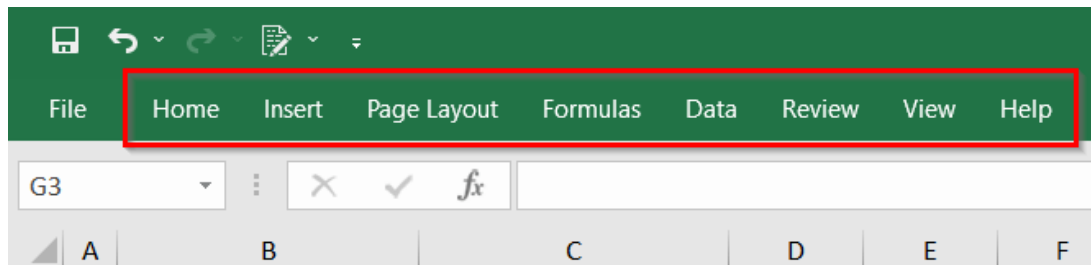 File Home Insert Page Layout Formulas Data Review View Help
G3 fx
A B C D E F